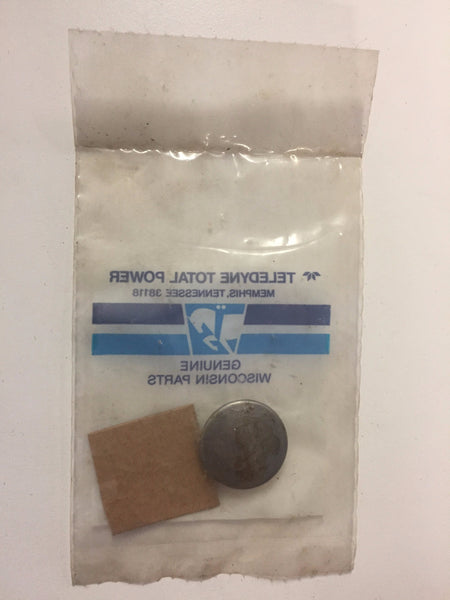 TELEDYNE TOTAL POWER
MEMPHIS, TENNESSEE 38118
GENUINE
WISCONSIN PARTS